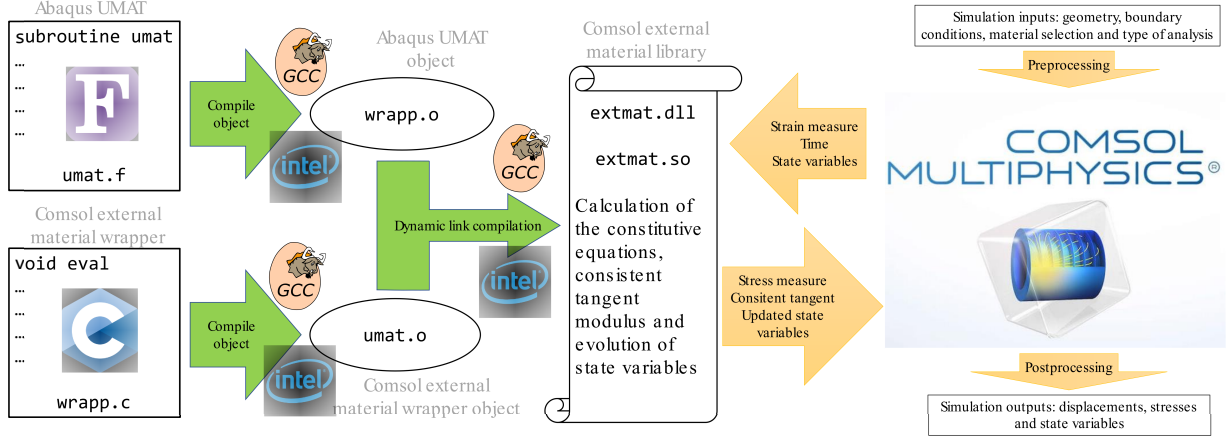 Abaqus UMAT
subroutine umat
...
...
...
...
F
umat.f
Comsol external
material wrapper
void eval
...
...
...
...
C
wrapp.c
Compile
object
GCC
intel
Compile
object
GCC
intel
Abaqus UMAT
object
wrapp.o
Dynamic link compilation
GCC
intel
umat.o
Comsol external
material wrapper object
Comsol external
material library
extmat.dll
extmat.so
Calculation of
the constitutive
equations,
consistent
tangent
modulus and
evolution of
state variables
Strain measure
Time
State variables
Stress measure
Consitent tangent
Updated state
variables
Simulation inputs: geometry, boundary
conditions, material selection and type of analysis
Preprocessing
COMSOL
MULTIPHYSICS®
Postprocessing
Simulation outputs: displacements, stresses
and state variables